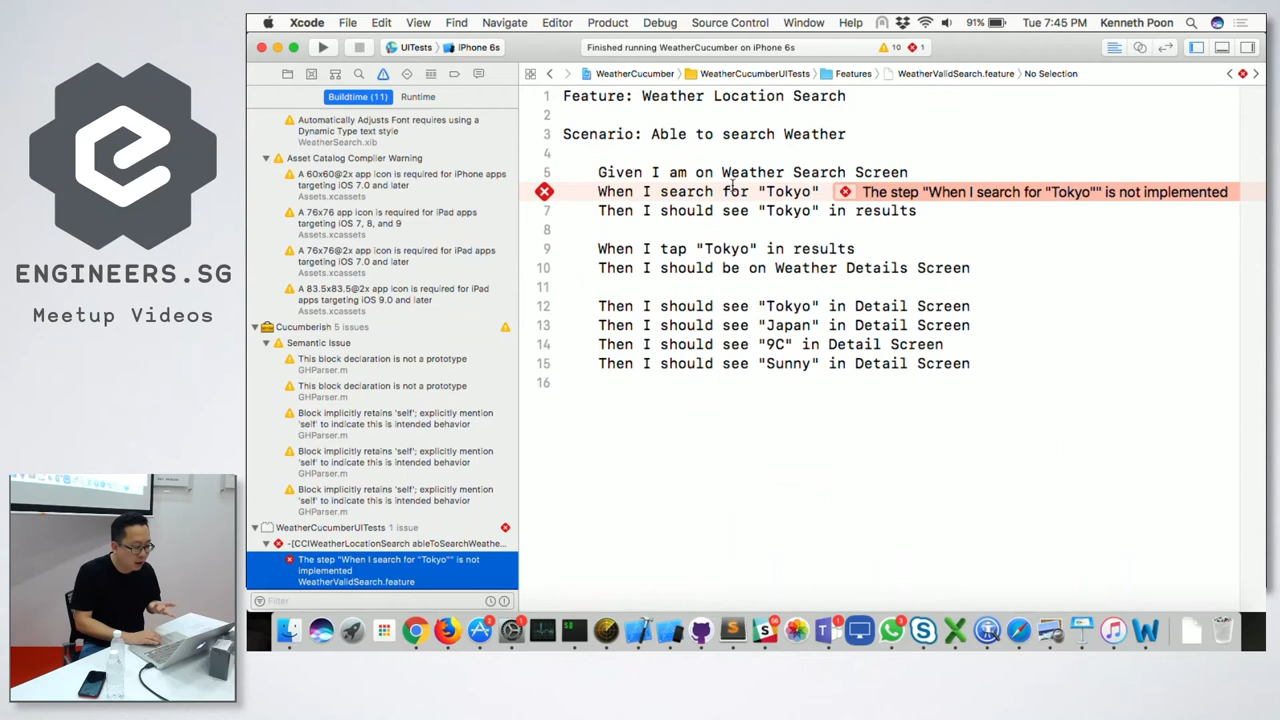 ENGINEERS.SG
Meetup Videos
Xcode File Edit View Find Navigate Editor Product Debug Source Control Window Help 91% Tue 7:45 PM Kenneth Poon
UITests iPhone 6s Finished running WeatherCucumber on iPhone 6s 10 1
WeatherCucumber WeatherCucumberUITests Features WeatherValidSearch.feature No Selection
Buildtime (11) Runtime
Automatically Adjusts Font requires using a
Dynamic Type text style
WeatherSearch.xib
Asset Catalog Compiler Warning
A 60x60@2x app icon is required for iPhone apps
targeting iOS 7.0 and later
Assets.xcassets
A 76x76 app icon is required for iPad apps
targeting iOS 7, 8, and 9
Assets.xcassets
A 76x76@2x app icon is required for iPad apps
targeting iOS 7.0 and later
Assets.xcassets
A 83.5x83.5@2x app icon is required for iPad
apps targeting iOS 9.0 and later
Assets.xcassets
Cucumberish 5 issues
Semantic Issue
This block declaration is not a prototype
GHParser.m
This block declaration is not a prototype
GHParser.m
Block implicitly retains 'self'; explicitly mention
'self' to indicate this is intended behavior
GHParser.m
Block implicitly retains 'self'; explicitly mention
'self' to indicate this is intended behavior
GHParser.m
Block implicitly retains 'self'; explicitly mention
'self' to indicate this is intended behavior
GHParser.m
WeatherCucumberUITests 1 issue
-[CCIWeatherLocationSearch ableToSearchWeathe...
The step "When I search for "Tokyo"" is not
implemented
WeatherValidSearch.feature
Filter
1 Feature: Weather Location Search
2
3 Scenario: Able to search Weather
4
5 Given I am on Weather Search Screen
When I search for "Tokyo" The step "When I search for "Tokyo"" is not implemented
7 Then I should see "Tokyo" in results
8
9 When I tap "Tokyo" in results
10 Then I should be on Weather Details Screen
11
12 Then I should see "Tokyo" in Detail Screen
13 Then I should see "Japan" in Detail Screen
14 Then I should see "9C" in Detail Screen
15 Then I should see "Sunny" in Detail Screen
16